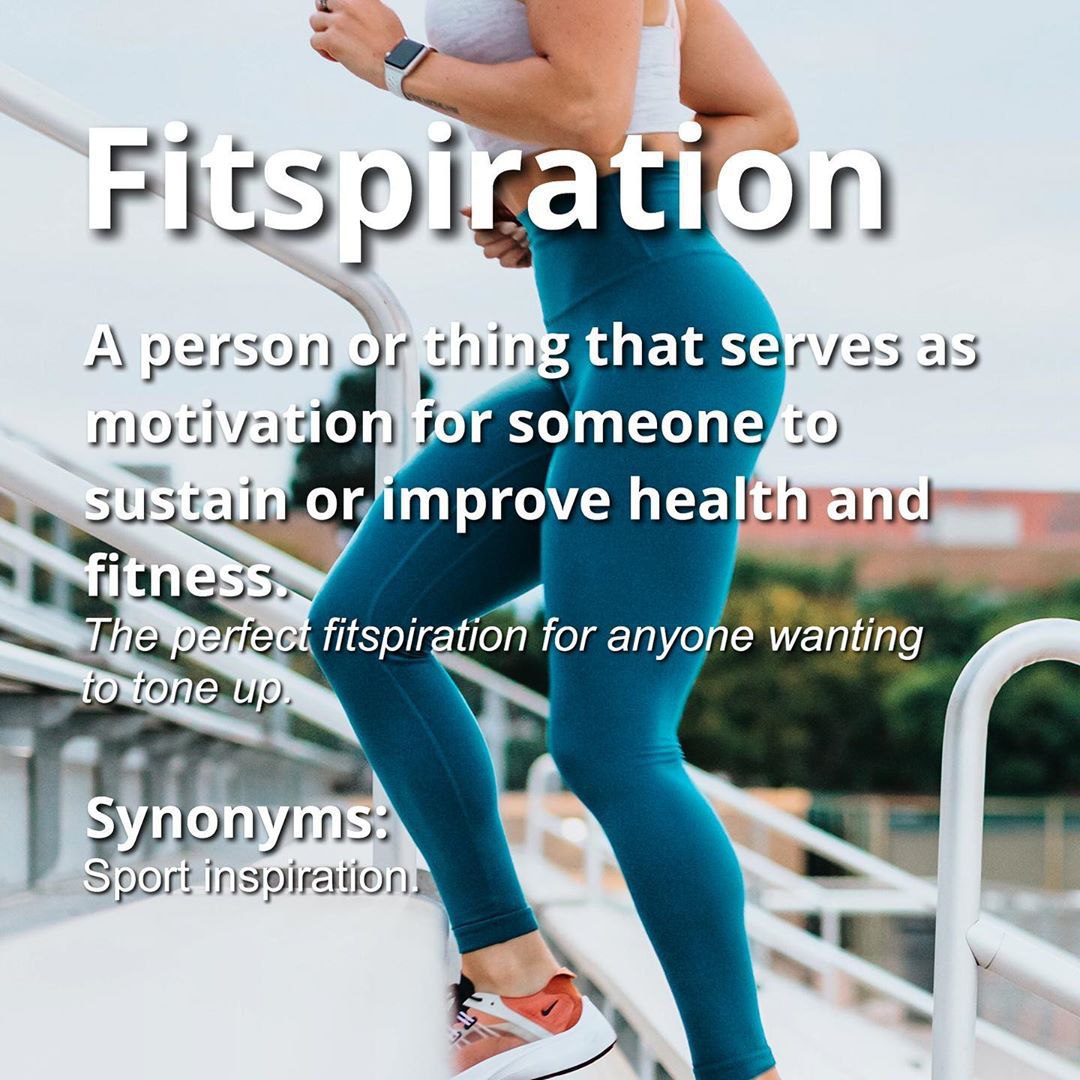 Fitspiration
A person or thing that serves as
motivation for someone to
sustain or improve health and
fitness.
The perfect fitspiration for anyone wanting
to tone up.
Synonyms:
Sport inspiration.